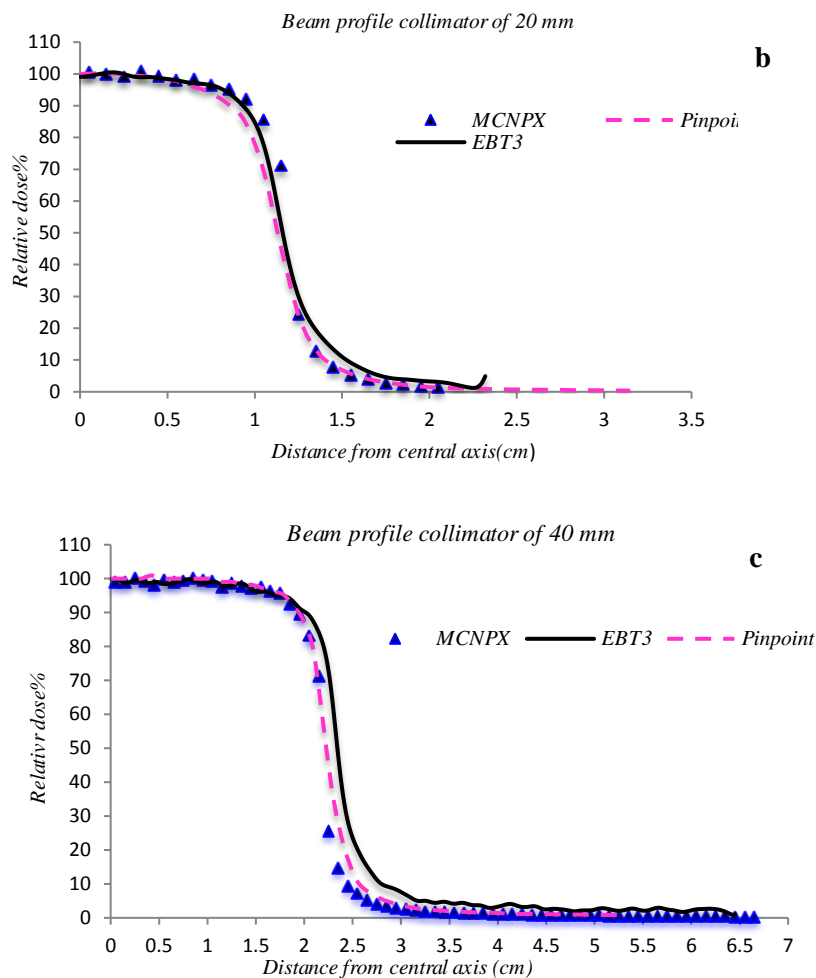 Beam profile collimator of 20 mm
b
110
100
90
80
70
60
50
40
30
20
10
0
Relative dose%
MCNPX
Pinpoi
EBT3
0 0.5 1 1.5 2 2.5 3 3.5
Distance from central axis(cm)
Beam profile collimator of 40 mm
c
110
100
90
80
70
60
50
40
30
20
10
0
Relativr dose%
MCNPX EBT3 Pinpoint
0 0.5 1 1.5 2 2.5 3 3.5 4 4.5 5 5.5 6 6.5 7
Distance from central axis (cm)